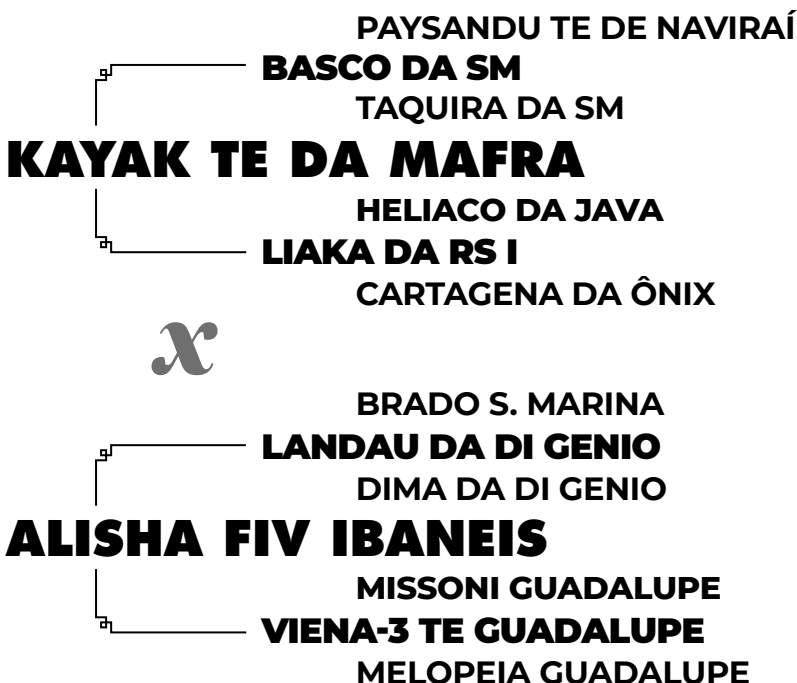 PAYSANDU TE DE NAVIRAÍ
BASCO DA SM
TAQUIRA DA SM
KAYAK TE DA MAFRA
HELIACO DA JAVA
LIAKA DA RS I
CARTAGENA DA ÔNIX
x
BRADO S. MARINA
LANDAU DA DI GENIO
DIMA DA DI GENIO
ALISHA FIV IBANEIS
MISSONI GUADALUPE
VIENA-3 TE GUADALUPE
MELOPEIA GUADALUPE